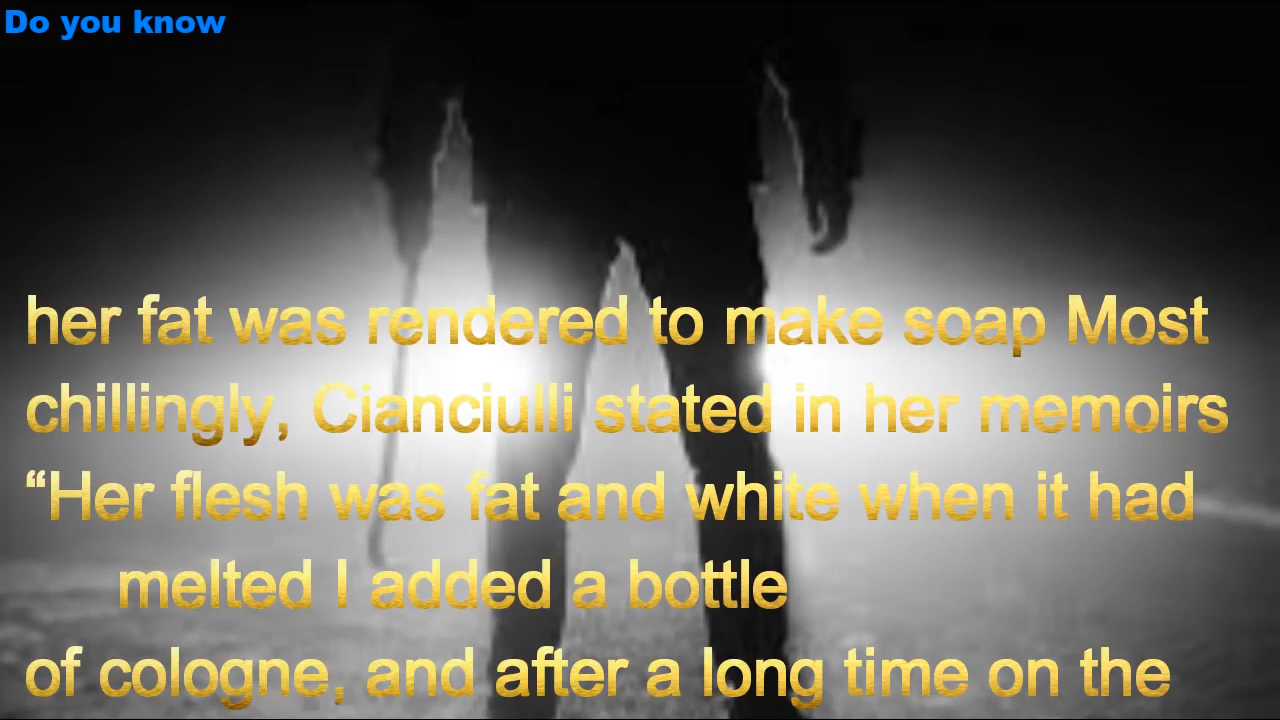 Do you know
her fat was rendered to make soap Most
chillingly, Cianciulli stated in her memoirs
“Her flesh was fat and white when it had
melted I added a bottle
of cologne, and after a long time on the